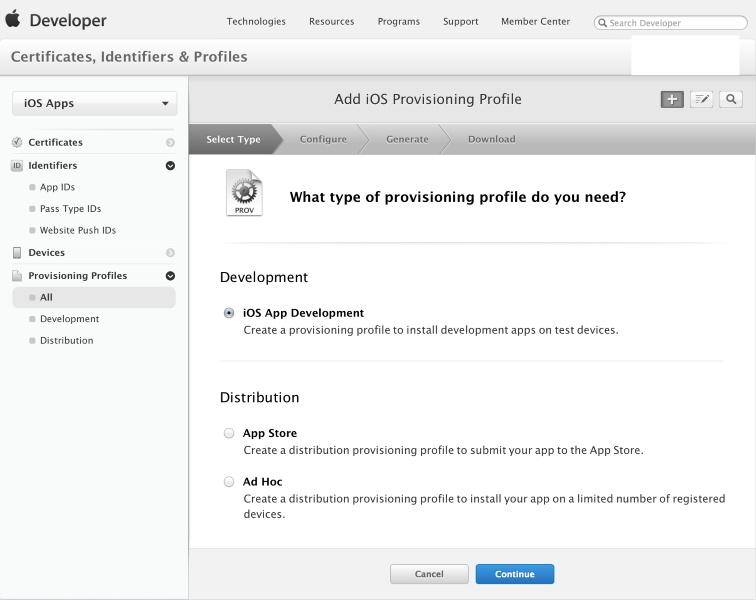 Developer
Technologies Resources Programs Support Member Center Search Developer
Certificates, Identifiers & Profiles
iOS Apps
Certificates
ID Identifiers
App IDs
Pass Type IDs
Website Push IDs
Devices
Provisioning Profiles
All
Development
Distribution
Add iOS Provisioning Profile
Select Type Configure Generate Download
PROV
What type of provisioning profile do you need?
Development
iOS App Development
Create a provisioning profile to install development apps on test devices.
Distribution
App Store
Create a distribution provisioning profile to submit your app to the App Store.
Ad Hoc
Create a distribution provisioning profile to install your app on a limited number of registered
devices.
Cancel Continue